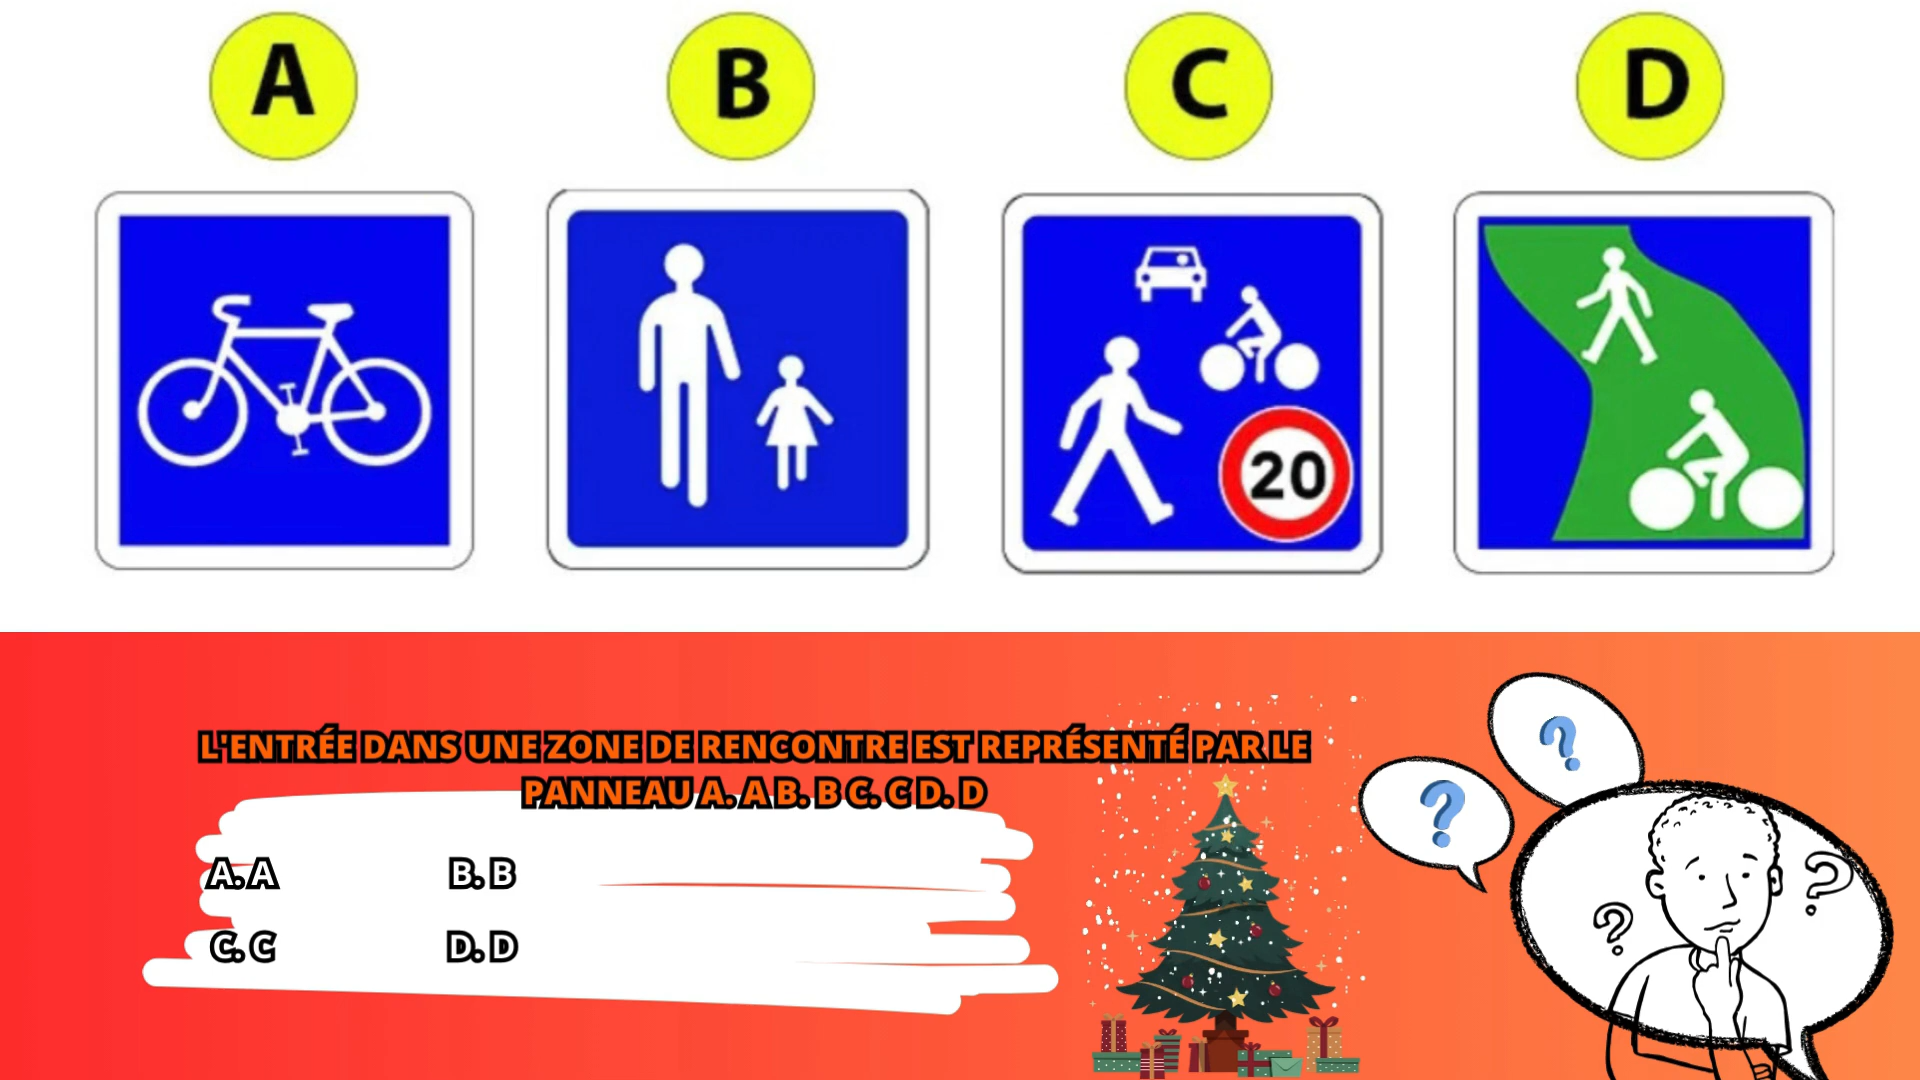 A
B
C
D
20
L'ENTRÉE DANS UNE ZONE DE RENCONTRE EST REPRÉSENTÉ PAR LE
PANNEAU A. A B. B C. C D. D
A. A
B. B
C. C
D. D
? ?
? ?